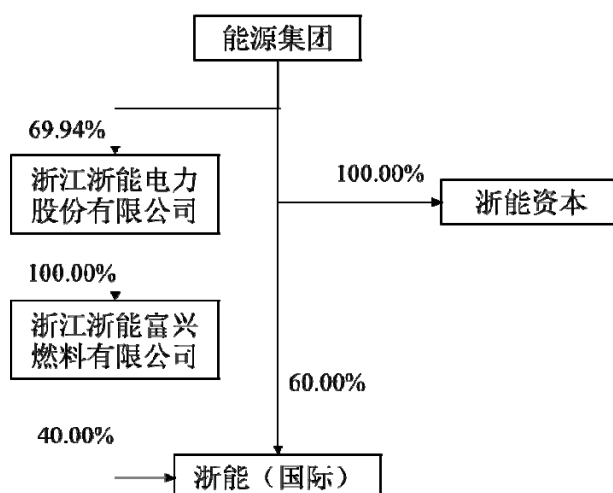 能源集团
69.94%
浙江浙能电力
股份有限公司
100.00%
浙能资本
100.00%
浙江浙能富兴
燃料有限公司
60.00%
40.00%
浙能（国际）